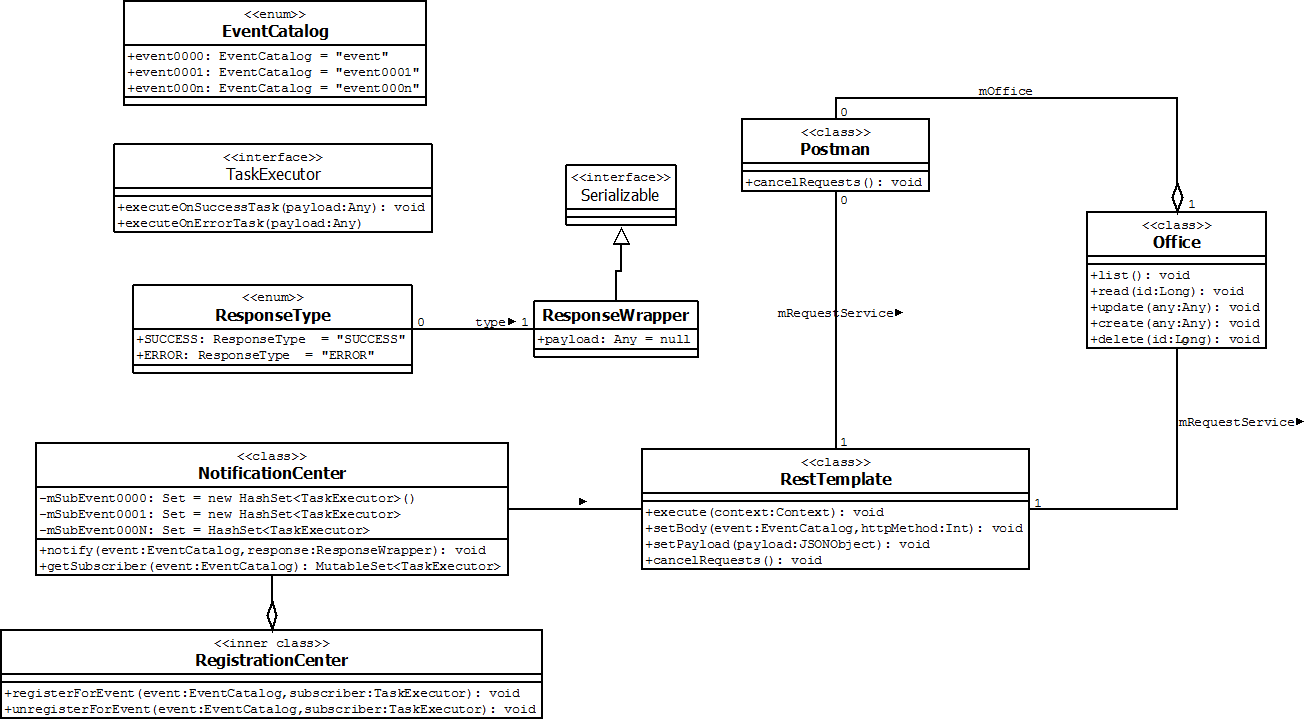 <<enum>>
EventCatalog
+event0000: EventCatalog = "event"
+event0001: EventCatalog = "event0001"
+event000n: EventCatalog = "event000n"
mOffice
0
<<class>>
Postman
+cancelRequests(): void
0
<<interface>>
TaskExecutor
+executeOnSuccessTask(payload:Any): void
+executeOnErrorTask(payload:Any)
<<interface>>
Serializable
1
<<class>>
Office
+list(): void
+read(id:Long): void
+update(any:Any): void
+create(any:Any): void
+delete(id:Long): void
0
<<enum>>
ResponseType
+SUCCESS: ResponseType  = "SUCCESS"
+ERROR: ResponseType  = "ERROR"
0
type
1
ResponseWrapper
+payload: Any = null
mRequestService
mRequestService
1
<<class>>
NotificationCenter
-mSubEvent0000: Set = new HashSet<TaskExecutor>()
-mSubEvent0001: Set = new HashSet<TaskExecutor>
-mSubEvent000N: Set = HashSet<TaskExecutor>
+notify(event:EventCatalog,response:ResponseWrapper): void
+getSubscriber(event:EventCatalog): MutableSet<TaskExecutor>
<<class>>
RestTemplate
+execute(context:Context): void
+setBody(event:EventCatalog,httpMethod:Int): void
+setPayload(payload:JSONObject): void
+cancelRequests(): void
1
<<inner class>>
RegistrationCenter
+registerForEvent(event:EventCatalog,subscriber:TaskExecutor): void
+unregisterForEvent(event:EventCatalog,subscriber:TaskExecutor): void